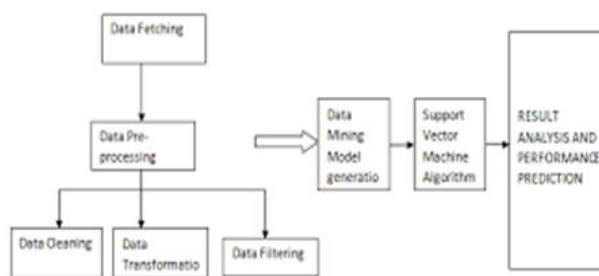 Data Fetching
Data Pre-
processing
Data Cleaning
Data
Transformatio
Data Filtering
Data
Mining
Model
generatio
Support
Vector
Machine
Algorithm
RESULT
ANALYSIS AND
PERFORMANCE
PREDICTION